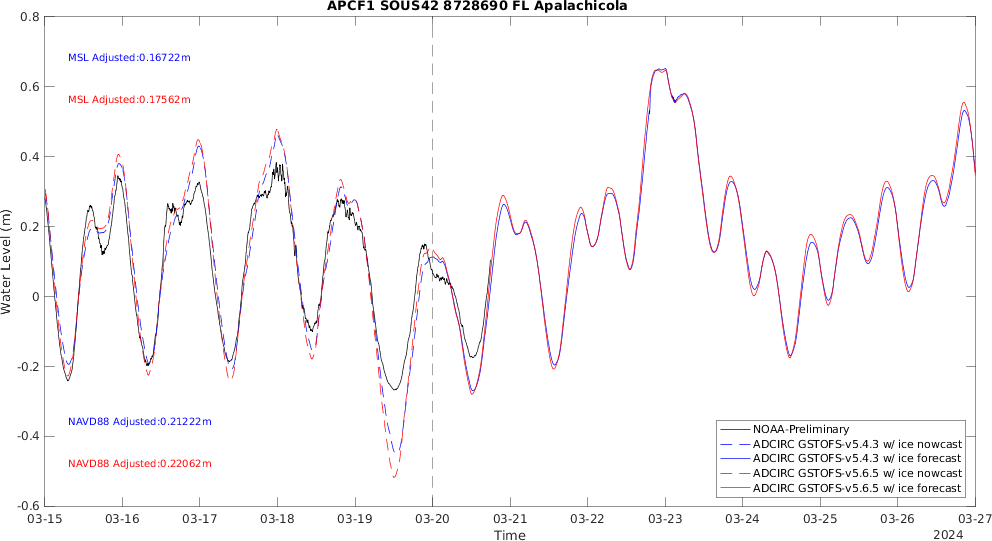 APCF1 SOUS42 8728690 FL Apalachicola
0.8
0.6
0.4
0.2
0
-0.2
-0.4
-0.6
Water Level (m)
MSL Adjusted:0.16722m
MSL Adjusted:0.17562m
NAVD88 Adjusted:0.21222m
NAVD88 Adjusted:0.22062m
NOAA-Preliminary
ADCIRC GSTOFS-v5.4.3 w/ ice nowcast
ADCIRC GSTOFS-v5.4.3 w/ ice forecast
ADCIRC GSTOFS-v5.6.5 w/ ice nowcast
ADCIRC GSTOFS-v5.6.5 w/ ice forecast
03-15 03-16 03-17 03-18 03-19 03-20 03-21 03-22 03-23 03-24 03-25 03-26 03-27
Time
2024